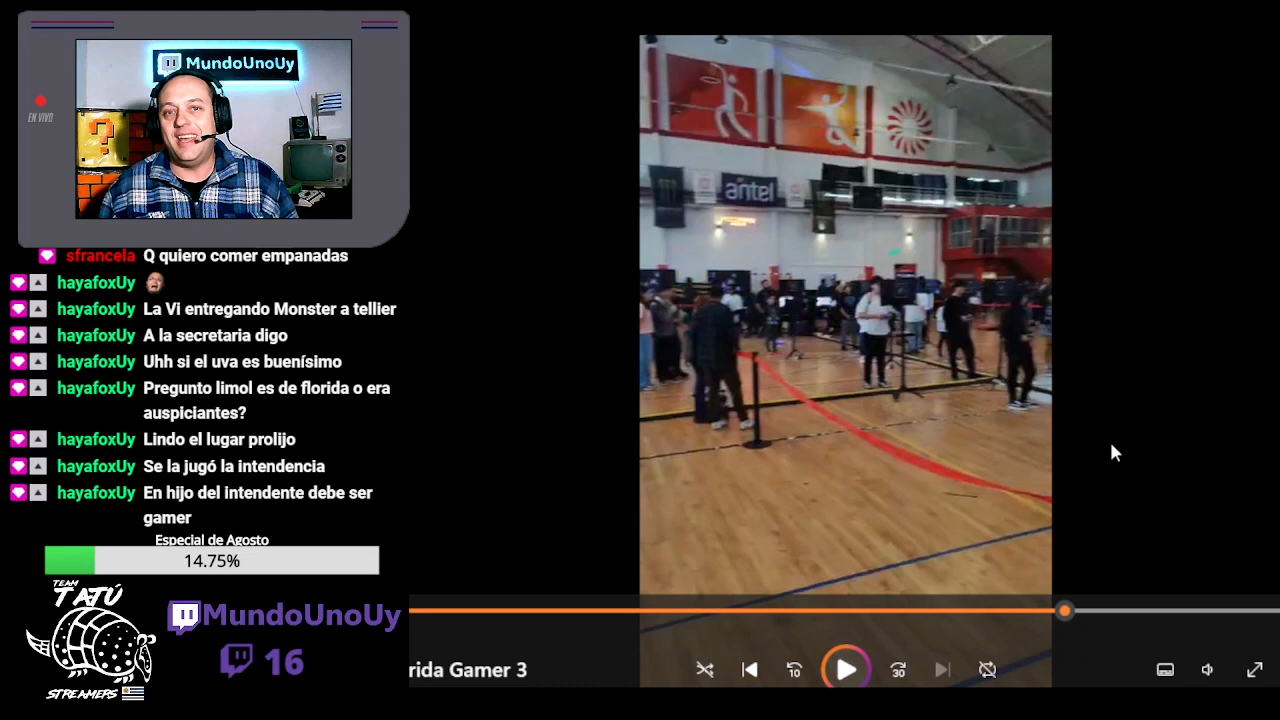 MundoUnoUy
EN VIVO
sfrancela Q quiero comer empanadas
hayafoxUy
hayafoxUy La Vi entregando Monster a tellier
hayafoxUy A la secretaria digo
hayafoxUy Uhh si el uva es buenísimo
hayafoxUy Pregunto limol es de florida o era
auspiciantes?
hayafoxUy Lindo el lugar prolijo
hayafoxUy Se la jugó la intendencia
hayafoxUy En hijo del intendente debe ser
gamer
Especial de Agosto
14.75%
TEAM
TATÚ
STREAMERS
MundoUnoUy
16
antel
rida Gamer 3
10
30